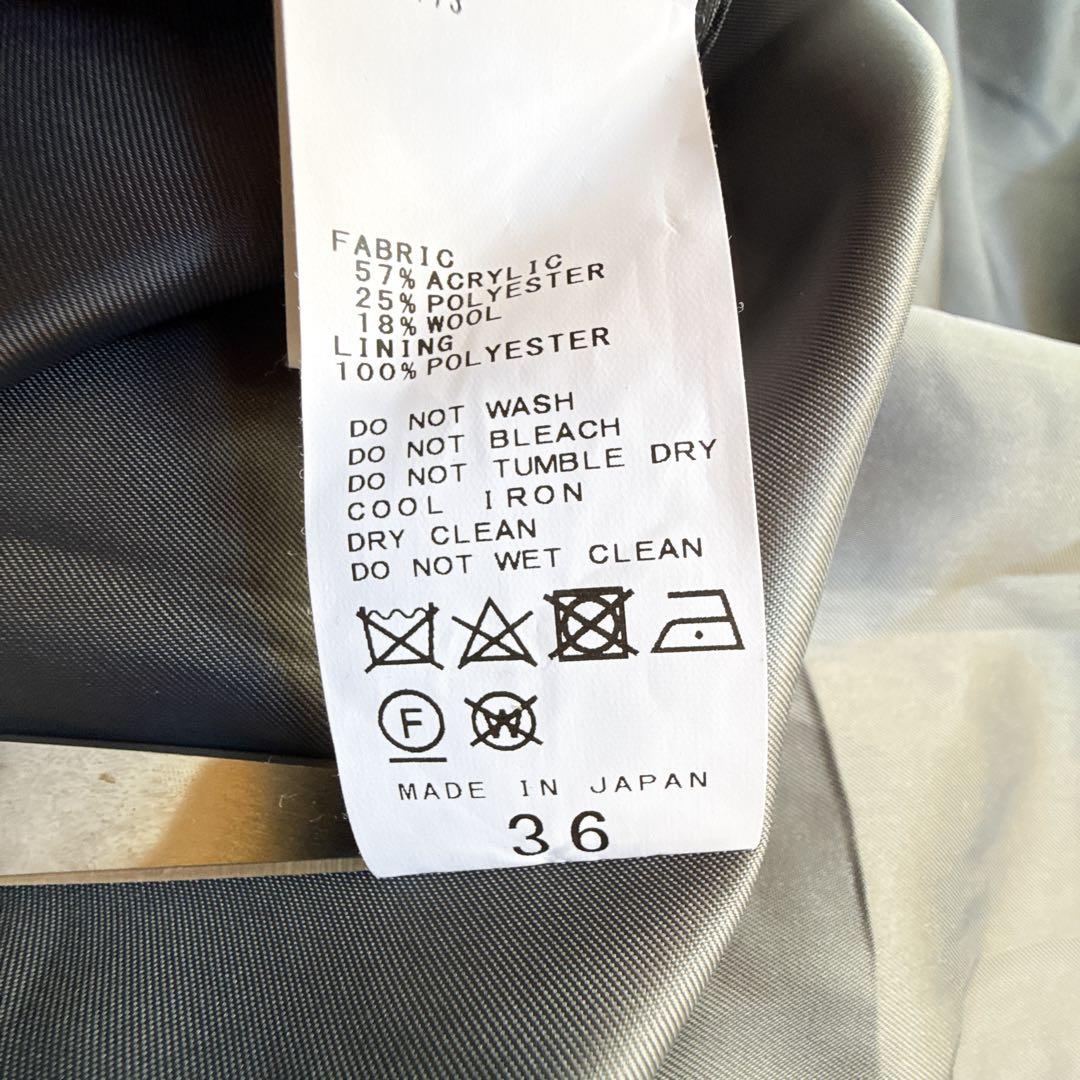 FABRIC
57% ACRYLIC
25% POLYESTER
18% WOOL
LINING
100% POLYESTER
DO NOT WASH
DO NOT BLEACH
DO NOT TUMBLE DRY
COOL IRON
DRY CLEAN
DO NOT WET CLEAN
F W
MADE IN JAPAN
36